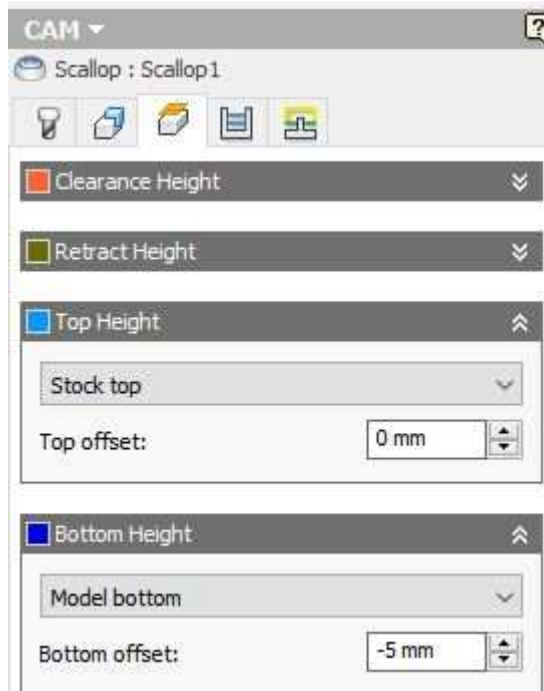 CAM
?
Scallop : Scallop1
Clearance Height
Retract Height
Top Height
Stock top
Top offset: 0 mm
Bottom Height
Model bottom
Bottom offset: -5 mm